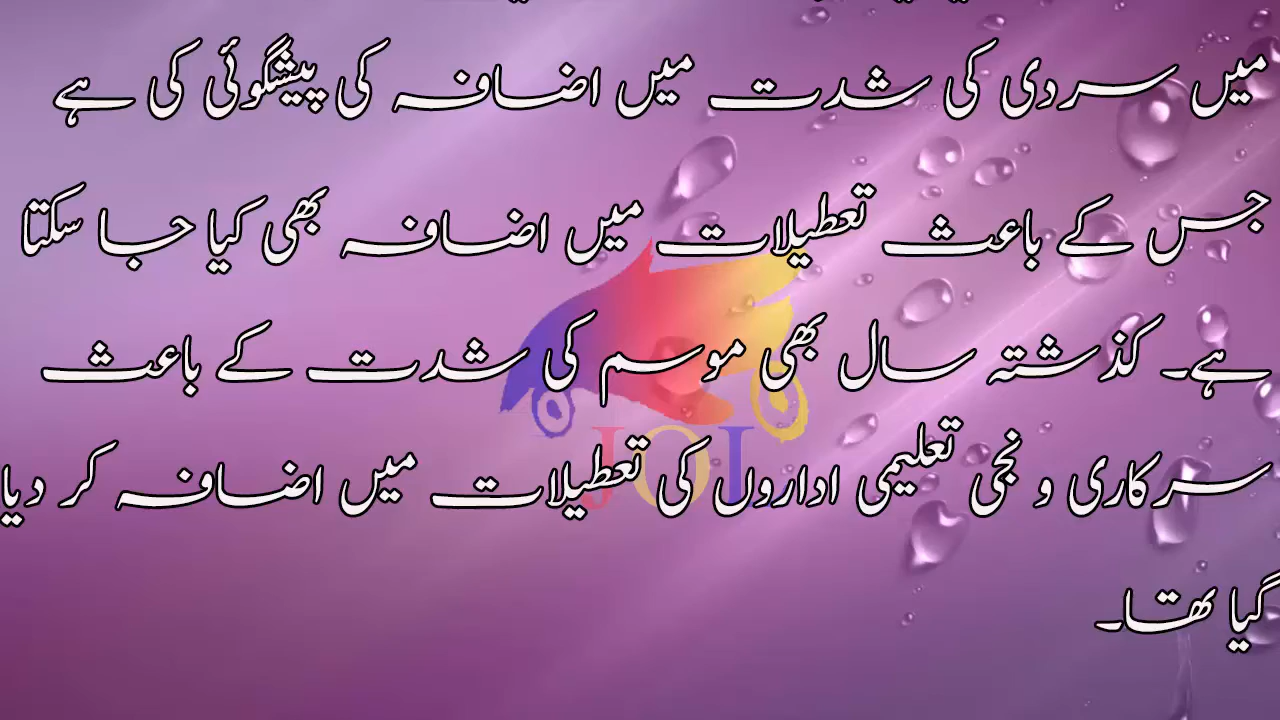 میں سردی کی شدت میں اضافہ کی پیشگوئی کی ہے
جس کے باعث تعطیلات میں اضافہ بھی کیا جا سکتا
ہے۔ گذشتہ سال بھی موسم کی شدت کے باعث
سرکاری و نجی تعلیمی اداروں کی تعطیلات میں اضافہ کر دیا
گیا تھا۔
JOI